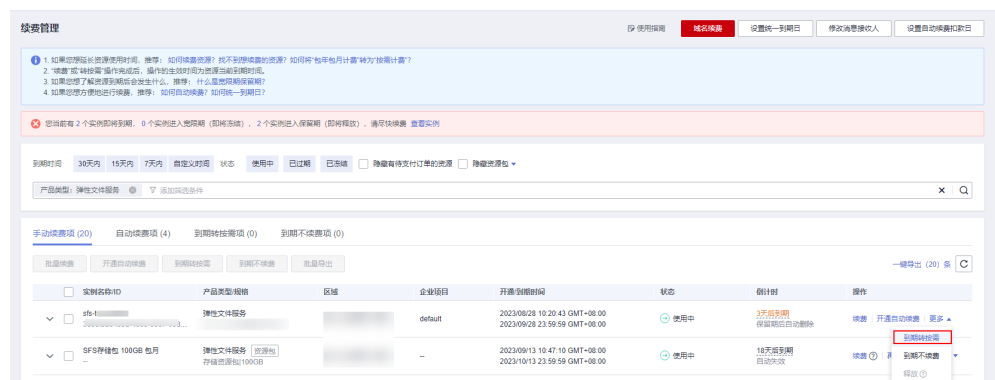 续费管理
使用指南
域名续费
设置统一到期日
修改消息接收人
设置自动续费扣款日
1. 如果您想延长资源使用时间，推荐：如何续费资源？找不到想续费的资源？如何将"包年包月计费"转为"按需计费"？
2. "续费"或"转按需"操作完成后，操作的生效时间为资源当前到期时间。
3. 如果您想了解资源到期后会发生什么，推荐：什么是宽限期保留期？
4. 如果您想方便地进行续费，推荐：如何自动续费？如何统一到期日？
您当前有 2 个实例即将到期，0 个实例进入宽限期（即将冻结），2 个实例进入保留期（即将释放），请尽快续费 查看实例
到期时间 30天内 15天内 7天内 自定义时间 状态 使用中 已过期 已冻结 隐藏有待支付订单的资源 隐藏资源包
产品类型：弹性文件服务 添加筛选条件
手动续费项 (20) 自动续费项 (4) 到期转按需项 (0) 到期不续费项 (0)
批量续费 开通自动续费 到期转按需 到期不续费 批量导出 一键导出（20）条
实例名称/ID 产品类型/规格 区域 企业项目 开通/到期时间 状态 倒计时 操作
弹性文件服务
default
2023/08/28 10:20:43 GMT+08:00
2023/09/28 23:59:59 GMT+08:00
使用中
3天后到期
保留期后自动删除
续费 开通自动续费 更多
到期转按需
到期不续费
释放
SFS存储包 100GB 包月
--
弹性文件服务 资源包
存储资源包|100GB
--
2023/09/13 10:47:10 GMT+08:00
2023/10/13 23:59:59 GMT+08:00
使用中
18天后到期
自动失效
续费